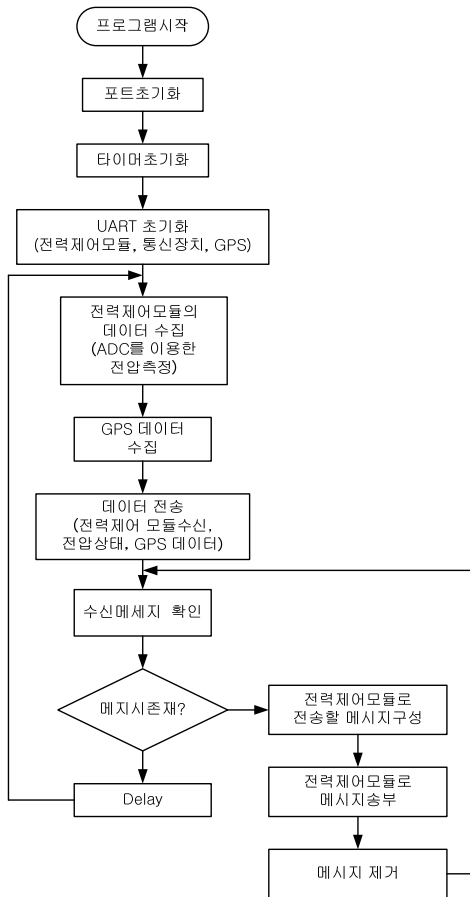 프로그램시작
포트초기화
타이머초기화
UART 초기화
(전력제어모듈, 통신장치, GPS)
전력제어모듈의
데이터 수집
(ADC를 이용한
전압측정)
GPS 데이터
수집
데이터 전송
(전력제어 모듈수신,
전압상태, GPS 데이터)
수신메세지 확인
메지시존재?
전력제어모듈로
전송할 메시지구성
Delay
전력제어모듈로
메시지송부
메시지 제거